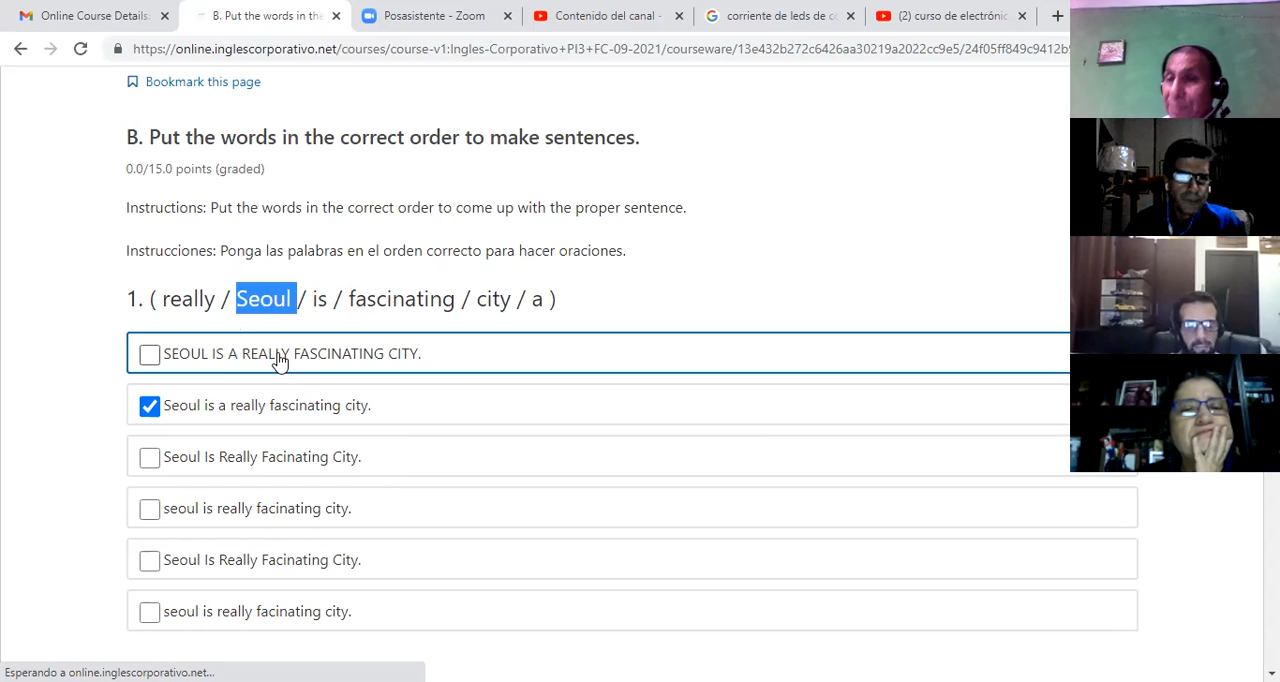 Online Course Details:
B. Put the words in the
Posasistente - Zoom
Contenido del canal -
corriente de leds de
(2) curso de electrónic
https://online.inglescorporativo.net/courses/course-v1:Ingles-Corporativo+PI3+FC-09-2021/courseware/13e432b272c6426aa30219a2022cc9e5/24f05ff849c9412b
Bookmark this page
B. Put the words in the correct order to make sentences.
0.0/15.0 points (graded)
Instructions: Put the words in the correct order to come up with the proper sentence.
Instrucciones: Ponga las palabras en el orden correcto para hacer oraciones.
1. ( really / Seoul / is / fascinating / city / a )
SEOUL IS A REALLY FASCINATING CITY.
Seoul is a really fascinating city.
Seoul Is Really Facinating City.
seoul is really facinating city.
Seoul Is Really Facinating City.
seoul is really facinating city.
Esperando a online.inglescorporativo.net...